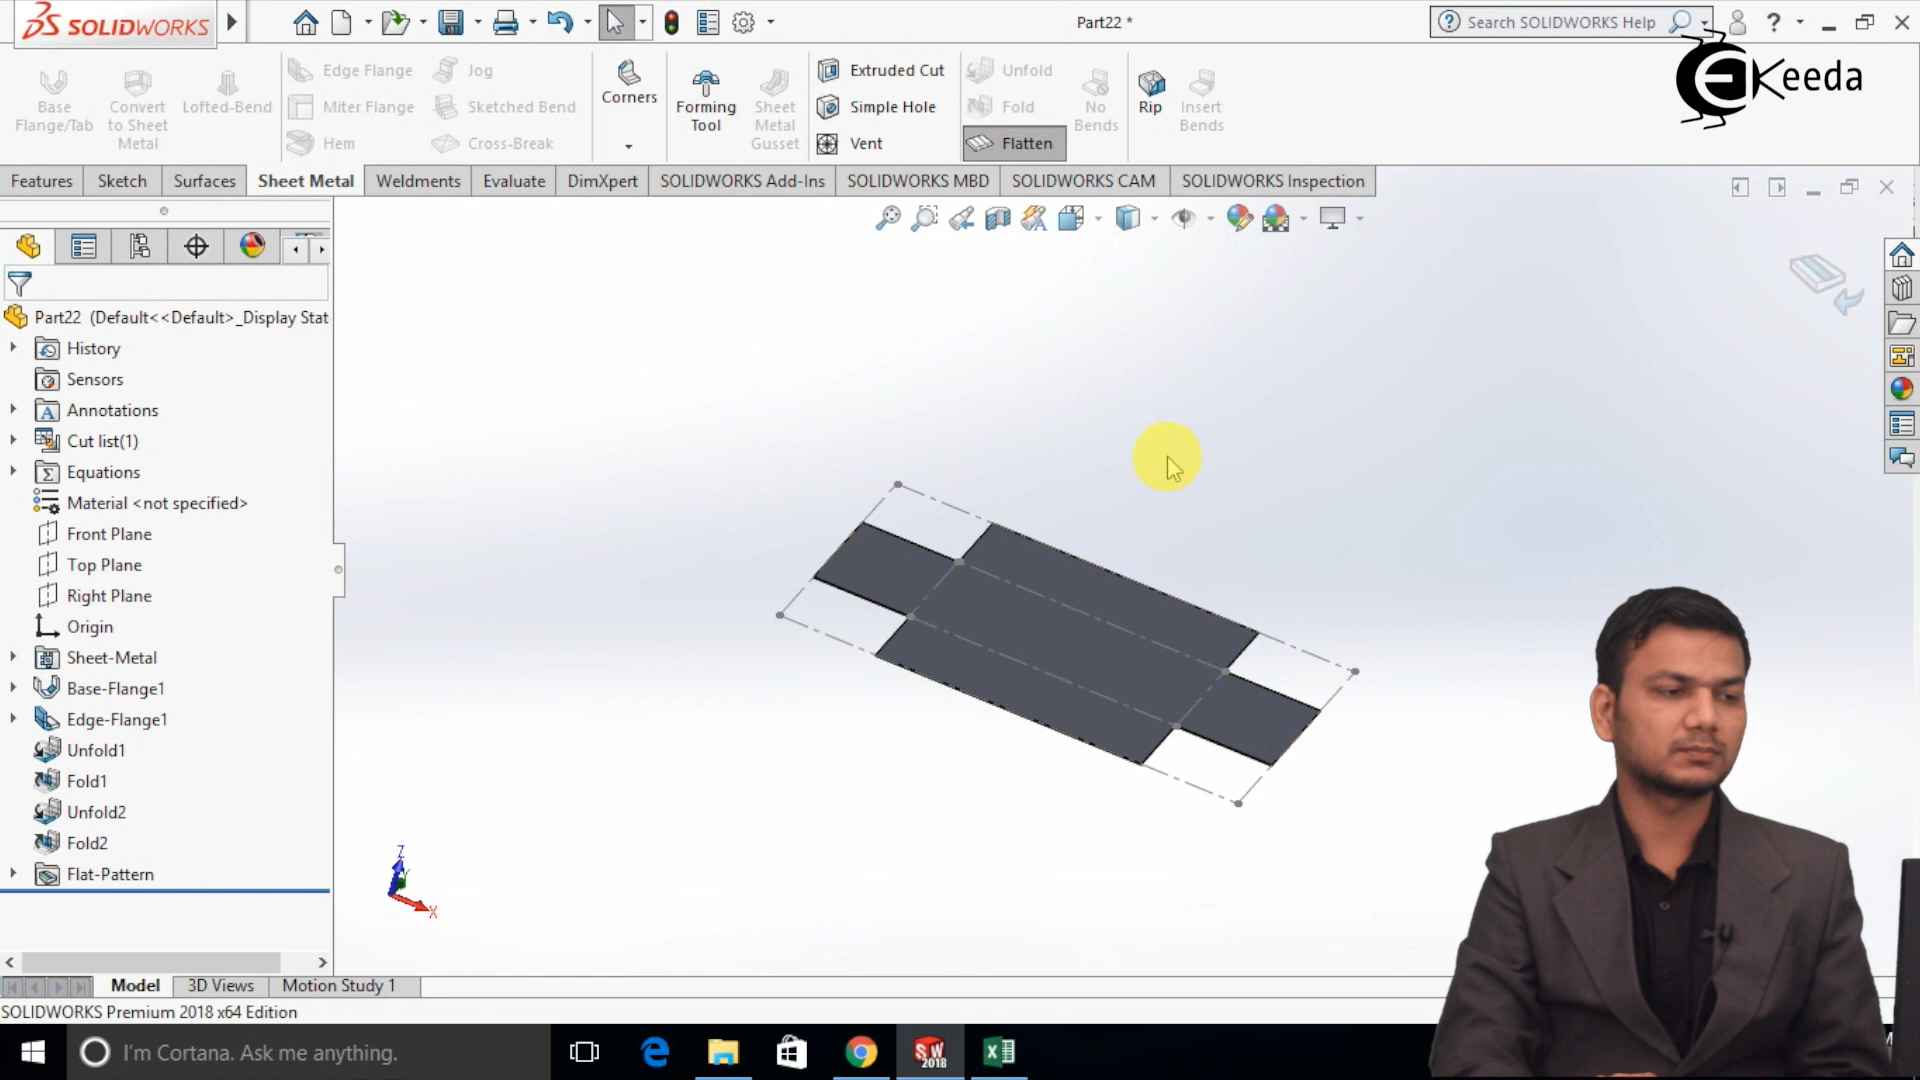 SOLIDWORKS
Part22 *
Search SOLIDWORKS Help
?
EKeeda
Base Flange/Tab
Convert to Sheet Metal
Lofted-Bend
Edge Flange
Miter Flange
Hem
Jog
Sketched Bend
Cross-Break
Corners
Forming Tool
Sheet Metal Gusset
Extruded Cut
Simple Hole
Vent
Unfold
Fold
Flatten
No Bends
Rip
Insert Bends
Features
Sketch
Surfaces
Sheet Metal
Weldments
Evaluate
DimXpert
SOLIDWORKS Add-Ins
SOLIDWORKS MBD
SOLIDWORKS CAM
SOLIDWORKS Inspection
Part22 (Default<<Default>_Display Stat
History
Sensors
Annotations
Cut list(1)
Equations
Material <not specified>
Front Plane
Top Plane
Right Plane
Origin
Sheet-Metal
Base-Flange1
Edge-Flange1
Unfold1
Fold1
Unfold2
Fold2
Flat-Pattern
Z
Y
X
Model
3D Views
Motion Study 1
SOLIDWORKS Premium 2018 x64 Edition
I'm Cortana. Ask me anything.
SW 2018